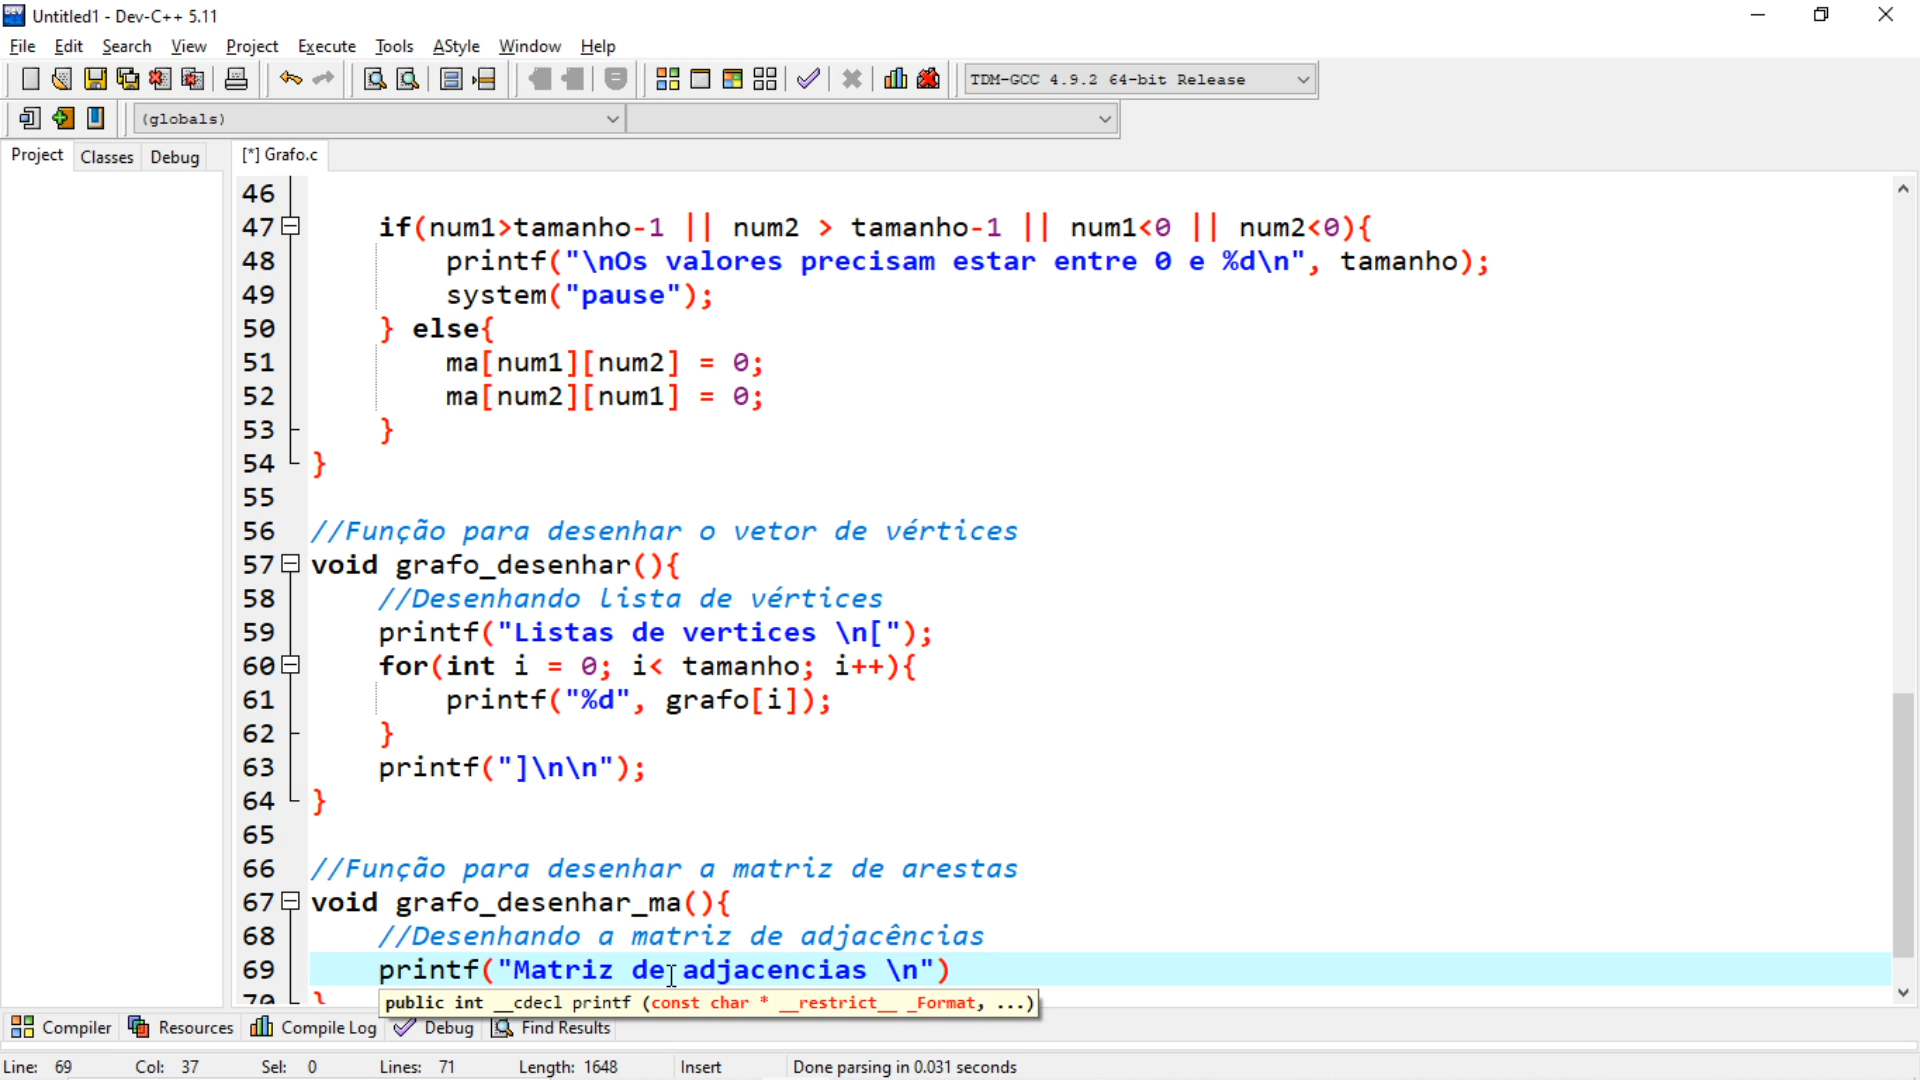 Untitled1 - Dev-C++ 5.11
File Edit Search View Project Execute Tools AStyle Window Help
TDM-GCC 4.9.2 64-bit Release
(globals)
Project Classes Debug
[*] Grafo.c
46
47 if(num1>tamanho-1 || num2 > tamanho-1 || num1<0 || num2<0){
48 printf("\nOs valores precisam estar entre 0 e %d\n", tamanho);
49 system("pause");
50 } else{
51 ma[num1][num2] = 0;
52 ma[num2][num1] = 0;
53 }
54 }
55
56 //Função para desenhar o vetor de vértices
57 void grafo_desenhar(){
58 //Desenhando lista de vértices
59 printf("Listas de vertices \n[");
60 for(int i = 0; i< tamanho; i++){
61 printf("%d", grafo[i]);
62 }
63 printf("]\n\n");
64 }
65
66 //Função para desenhar a matriz de arestas
67 void grafo_desenhar_ma(){
68 //Desenhando a matriz de adjacências
69 printf("Matriz de adjacencias \n")
70 }
public int __cdecl printf (const char * __restrict__ _Format, ...)
Compiler Resources Compile Log Debug Find Results
Line: 69 Col: 37 Sel: 0 Lines: 71 Length: 1648 Insert Done parsing in 0.031 seconds